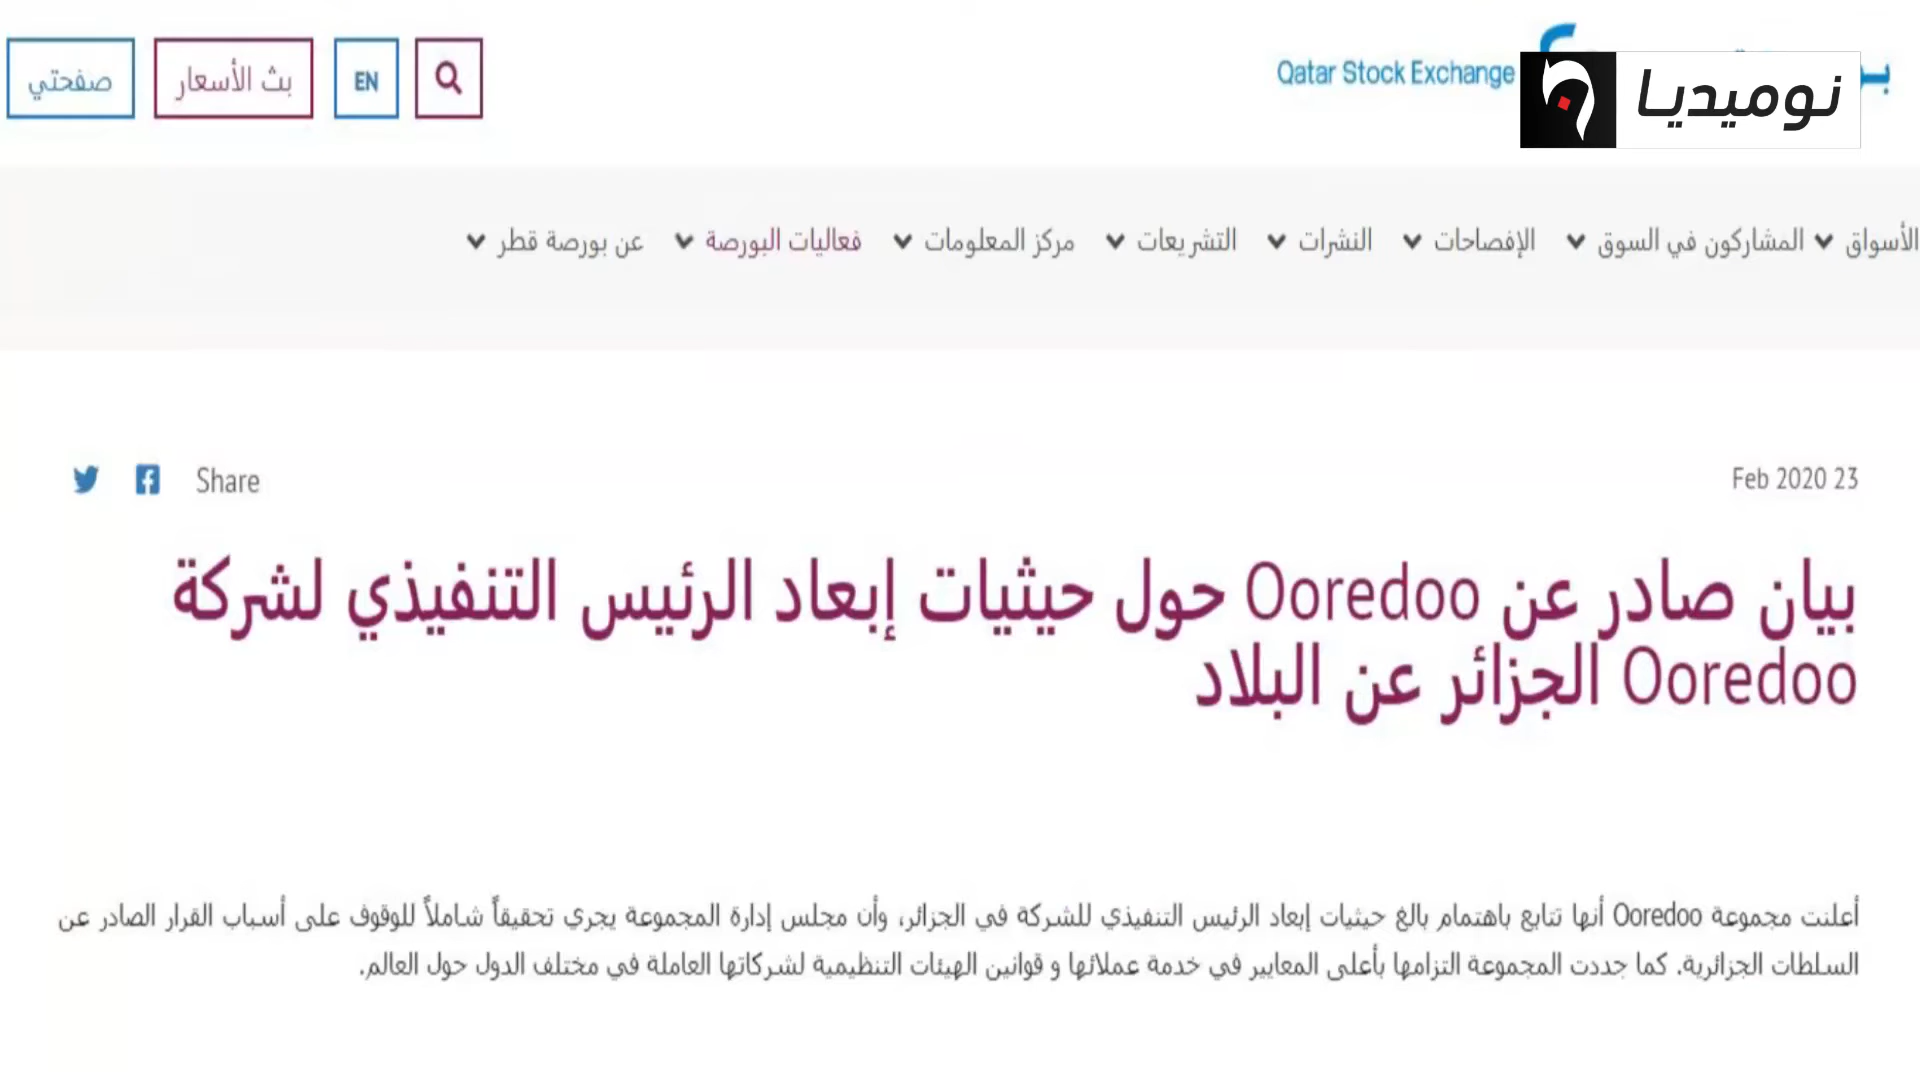 صفحتي
بث الأسعار
EN
Qatar Stock Exchange
نوميديا
الأسواق المشاركون في السوق الإفصاحات النشرات التشريعات مركز المعلومات فعاليات البورصة عن بورصة قطر
Share
Feb 2020 23
بيان صادر عن Ooredoo حول حيثيات إبعاد الرئيس التنفيذي لشركة
Ooredoo الجزائر عن البلاد
أعلنت مجموعة Ooredoo أنها تتابع باهتمام بالغ حيثيات إبعاد الرئيس التنفيذي للشركة في الجزائر، وأن مجلس إدارة المجموعة يجري تحقيقاً شاملاً للوقوف على أسباب القرار الصادر عن
السلطات الجزائرية. كما جددت المجموعة التزامها بأعلى المعايير في خدمة عملائها و قوانين الهيئات التنظيمية لشركاتها العاملة في مختلف الدول حول العالم.